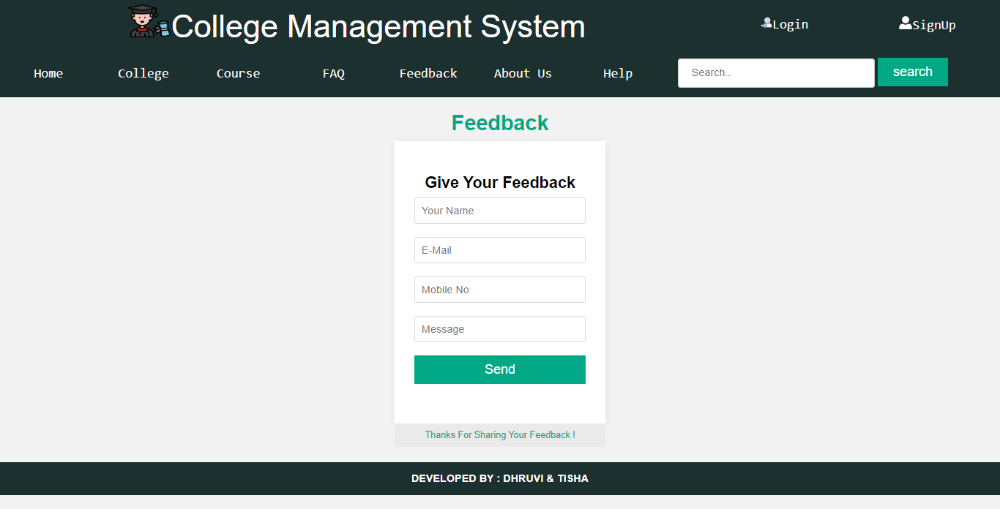 College Management System
Login
SignUp
Home College Course FAQ Feedback About Us Help
Search..
search
Feedback
Give Your Feedback
Your Name
E-Mail
Mobile No
Message
Send
Thanks For Sharing Your Feedback !
DEVELOPED BY : DHRUVI & TISHA